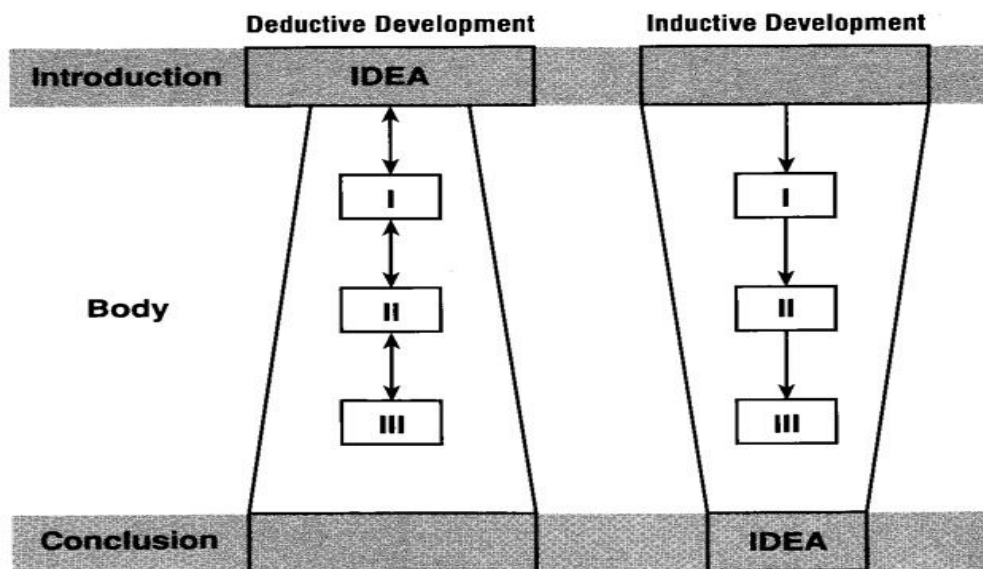 Deductive Development
Inductive Development
Introduction
IDEA
I
I
Body
II
II
III
III
Conclusion
IDEA